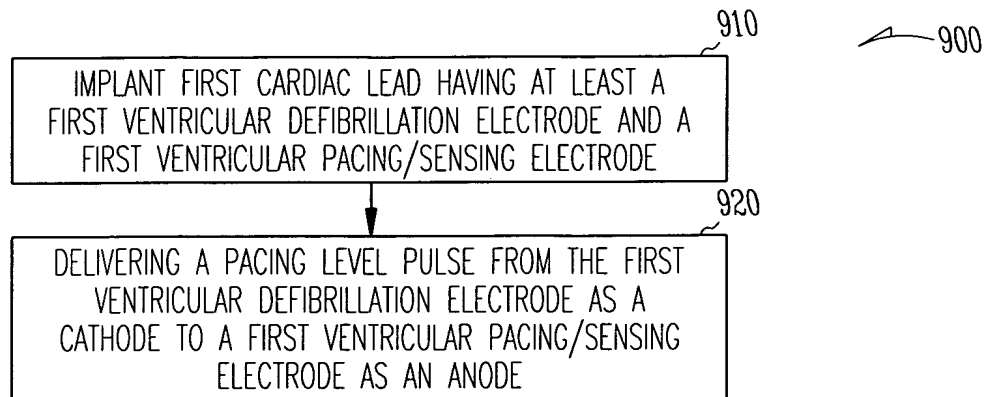 910
900
IMPLANT FIRST CARDIAC LEAD HAVING AT LEAST A
FIRST VENTRICULAR DEFIBRILLATION ELECTRODE AND A
FIRST VENTRICULAR PACING/SENSING ELECTRODE
920
DELIVERING A PACING LEVEL PULSE FROM THE FIRST
VENTRICULAR DEFIBRILLATION ELECTRODE AS A
CATHODE TO A FIRST VENTRICULAR PACING/SENSING
ELECTRODE AS AN ANODE